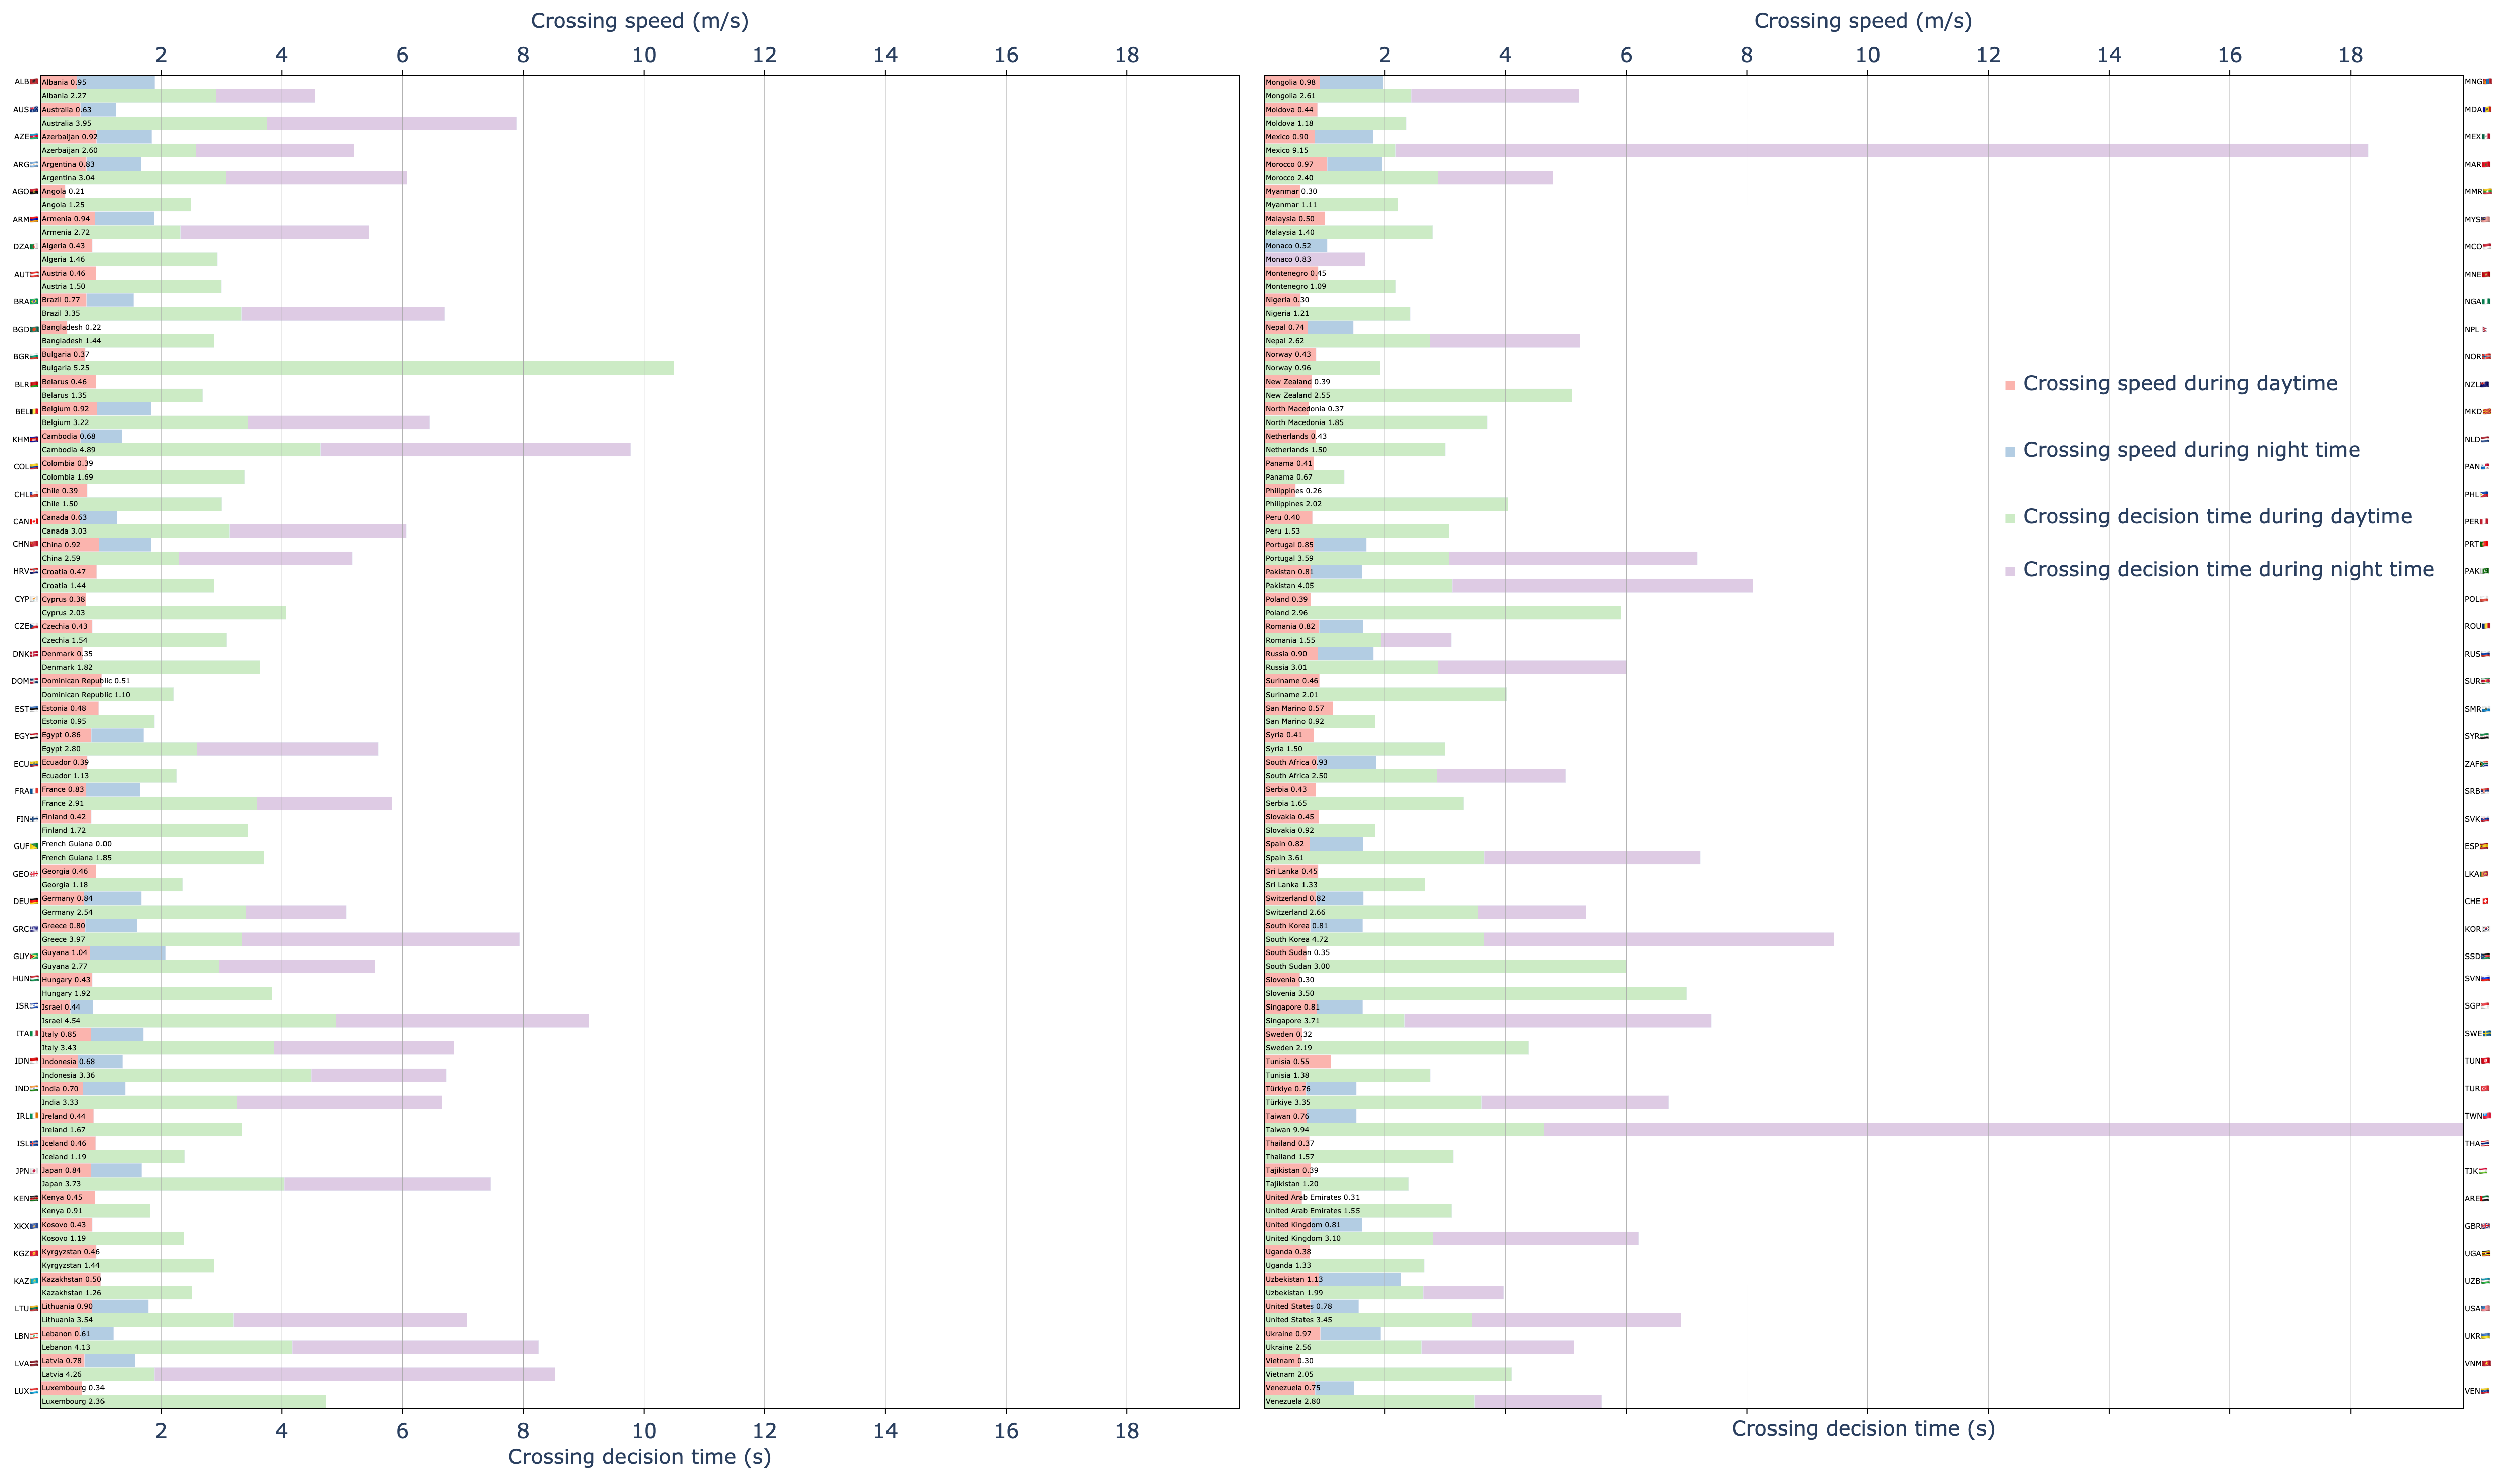 Crossing speed (m/s)
2 4 6 8 10 12 14 16 18
ALB Albania 0.95
Albania 2.27
AUS Australia 0.63
Australia 3.95
AZE Azerbaijan 0.92
Azerbaijan 2.60
ARG Argentina 0.83
Argentina 3.04
AGO Angola 0.21
Angola 1.25
ARM Armenia 0.94
Armenia 2.72
DZA Algeria 0.43
Algeria 1.46
AUT Austria 0.46
Austria 1.50
BRA Brazil 0.77
Brazil 3.35
BGD Bangladesh 0.22
Bangladesh 1.44
BGR Bulgaria 0.37
Bulgaria 5.25
BLR Belarus 0.46
Belarus 1.35
BEL Belgium 0.92
Belgium 3.22
KHM Cambodia 0.68
Cambodia 4.89
COL Colombia 0.39
Colombia 1.69
CHL Chile 0.39
Chile 1.50
CAN Canada 0.63
Canada 3.03
CHN China 0.92
China 2.59
HRV Croatia 0.47
Croatia 1.44
CYP Cyprus 0.38
Cyprus 2.03
CZE Czechia 0.43
Czechia 1.54
DNK Denmark 0.35
Denmark 1.82
DOM Dominican Republic 0.51
Dominican Republic 1.10
EST Estonia 0.48
Estonia 0.95
EGY Egypt 0.86
Egypt 2.80
ECU Ecuador 0.39
Ecuador 1.13
FRA France 0.83
France 2.91
FIN Finland 0.42
Finland 1.72
GUF French Guiana 0.00
French Guiana 1.85
GEO Georgia 0.46
Georgia 1.18
DEU Germany 0.84
Germany 2.54
GRC Greece 0.80
Greece 3.97
GUY Guyana 1.04
Guyana 2.77
HUN Hungary 0.43
Hungary 1.92
ISR Israel 0.44
Israel 4.54
ITA Italy 0.85
Italy 3.43
IDN Indonesia 0.68
Indonesia 3.36
IND India 0.70
India 3.33
IRL Ireland 0.44
Ireland 1.67
ISL Iceland 0.46
Iceland 1.19
JPN Japan 0.84
Japan 3.73
KEN Kenya 0.45
Kenya 0.91
XKX Kosovo 0.43
Kosovo 1.19
KGZ Kyrgyzstan 0.46
Kyrgyzstan 1.44
KAZ Kazakhstan 0.50
Kazakhstan 1.26
LTU Lithuania 0.90
Lithuania 3.54
LBN Lebanon 0.61
Lebanon 4.13
LVA Latvia 0.78
Latvia 4.26
LUX Luxembourg 0.34
Luxembourg 2.36
2 4 6 8 10 12 14 16 18
Crossing decision time (s)
Crossing speed (m/s)
2 4 6 8 10 12 14 16 18
Mongolia 0.98 MNG
Mongolia 2.61
Moldova 0.44 MDA
Moldova 1.18
Mexico 0.90 MEX
Mexico 9.15
Morocco 0.97 MAR
Morocco 2.40
Myanmar 0.30 MMR
Myanmar 1.11
Malaysia 0.50 MYS
Malaysia 1.40
Monaco 0.52 MCO
Monaco 0.83
Montenegro 0.45 MNE
Montenegro 1.09
Nigeria 0.30 NGA
Nigeria 1.21
Nepal 0.74 NPL
Nepal 2.62
Norway 0.43 NOR
Norway 0.96
New Zealand 0.39 NZL
New Zealand 2.55
North Macedonia 0.37 MKD
North Macedonia 1.85
Netherlands 0.43 NLD
Netherlands 1.50
Panama 0.41 PAN
Panama 0.67
Philippines 0.26 PHL
Philippines 2.02
Peru 0.40 PER
Peru 1.53
Portugal 0.85 PRT
Portugal 3.59
Pakistan 0.81 PAK
Pakistan 4.05
Poland 0.39 POL
Poland 2.96
Romania 0.82 ROU
Romania 1.55
Russia 0.90 RUS
Russia 3.01
Suriname 0.46 SUR
Suriname 2.01
San Marino 0.57 SMR
San Marino 0.92
Syria 0.41 SYR
Syria 1.50
South Africa 0.93 ZAF
South Africa 2.50
Serbia 0.43 SRB
Serbia 1.65
Slovakia 0.45 SVK
Slovakia 0.92
Spain 0.82 ESP
Spain 3.61
Sri Lanka 0.45 LKA
Sri Lanka 1.33
Switzerland 0.82 CHE
Switzerland 2.66
South Korea 0.81 KOR
South Korea 4.72
South Sudan 0.35 SSD
South Sudan 3.00
Slovenia 0.30 SVN
Slovenia 3.50
Singapore 0.81 SGP
Singapore 3.71
Sweden 0.32 SWE
Sweden 2.19
Tunisia 0.55 TUN
Tunisia 1.38
Türkiye 0.76 TUR
Türkiye 3.35
Taiwan 0.76 TWN
Taiwan 9.94
Thailand 0.37 THA
Thailand 1.57
Tajikistan 0.39 TJK
Tajikistan 1.20
United Arab Emirates 0.31 ARE
United Arab Emirates 1.55
United Kingdom 0.81 GBR
United Kingdom 3.10
Uganda 0.38 UGA
Uganda 1.33
Uzbekistan 1.13 UZB
Uzbekistan 1.99
United States 0.78 USA
United States 3.45
Ukraine 0.97 UKR
Ukraine 2.56
Vietnam 0.30 VNM
Vietnam 2.05
Venezuela 0.75 VEN
Venezuela 2.80
2 4 6 8 10 12 14 16 18
Crossing decision time (s)
Crossing speed during daytime
Crossing speed during night time
Crossing decision time during daytime
Crossing decision time during night time